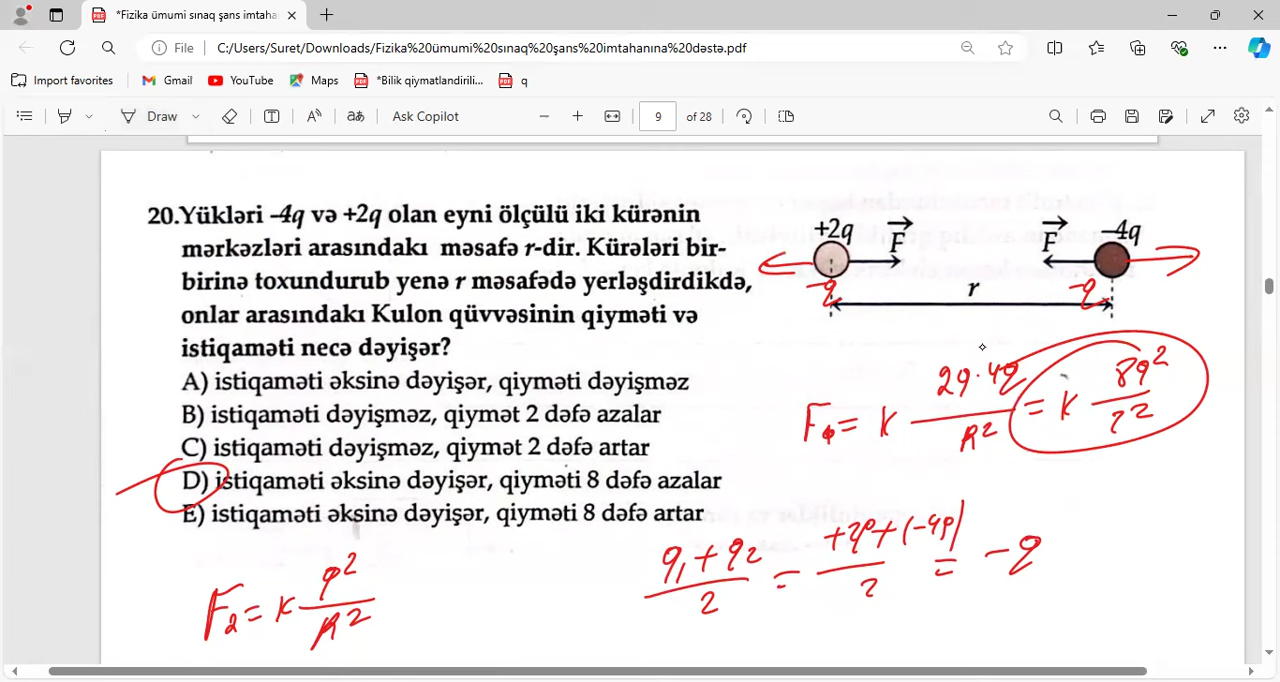 *Fizika ümumi sınaq şans imtaha
File
C:/Users/Suret/Downloads/Fizika%20ümumi%20sınaq%20şans%20imtahanına%20dəstə.pdf
Import favorites
Gmail
YouTube
Maps
*Bilik qiymatlandirili...
q
Draw
aあ
Ask Copilot
9
of 28
20.Yükləri -4q və +2q olan eyni ölçülü iki kürənin
mərkəzləri arasındakı məsafə r-dir. Kürələri bir-
birinə toxundurub yenə r məsafədə yerləşdirdikdə,
onlar arasındakı Kulon qüvvəsinin qiyməti və
istiqaməti necə dəyişər?
A) istiqaməti əksinə dəyişər, qiyməti dəyişməz
B) istiqaməti dəyişməz, qiymət 2 dəfə azalar
C) istiqaməti dəyişməz, qiymət 2 dəfə artar
D) istiqaməti əksinə dəyişər, qiyməti 8 dəfə azalar
E) istiqaməti əksinə dəyişər, qiyməti 8 dəfə artar
+2q
F
F
-4q
-q
r
-q
= K 2q·4q / R² = K 8q² / r²
q₁+q₂ / 2 = +2q+(-4q) / 2 = -q
F₂ = K q² / R²